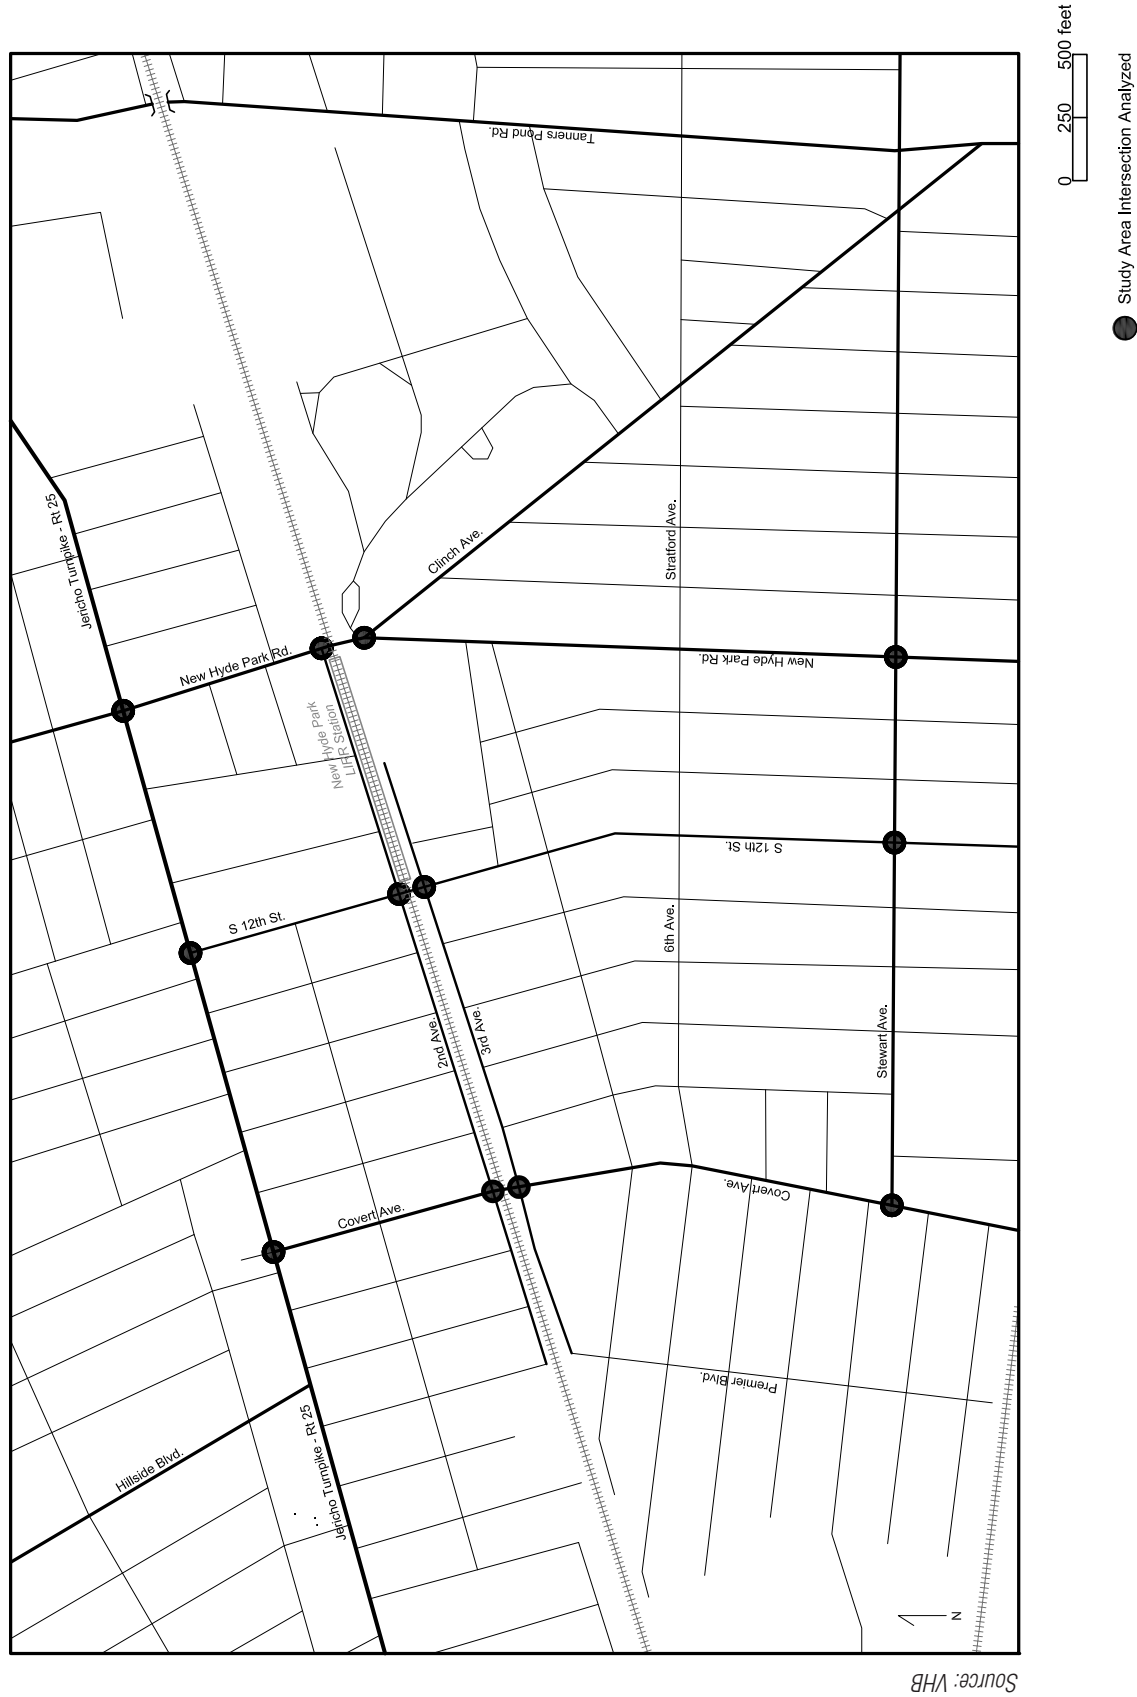 Jericho Turnpike - Rt 25
New Hyde Park Rd.
New Hyde Park
LIRR Station
Tanners Pond Rd.
Clinch Ave.
Stratford Ave.
New Hyde Park Rd.
S 12th St.
2nd Ave.
3rd Ave.
S 12th St.
6th Ave.
Stewart Ave.
Covert Ave.
Covert Ave.
Hillside Blvd.
Jericho Turnpike - Rt 25
Premier Blvd.
N
0 250 500 feet
Study Area Intersection Analyzed
Source: VHB